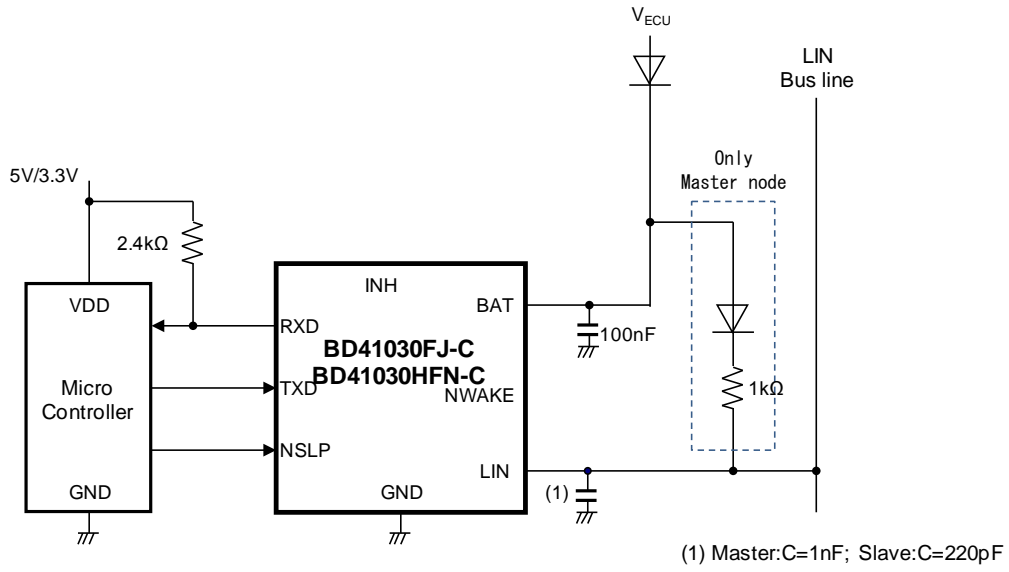 V_ECU
LIN
Bus line
Only
Master node
5V/3.3V
2.4kΩ
VDD
Micro
Controller
GND
INH
BAT
RXD
BD41030FJ-C
BD41030HFN-C
TXD
NWAKE
NSLP
LIN
GND
100nF
1kΩ
(1)
(1) Master:C=1nF; Slave:C=220pF